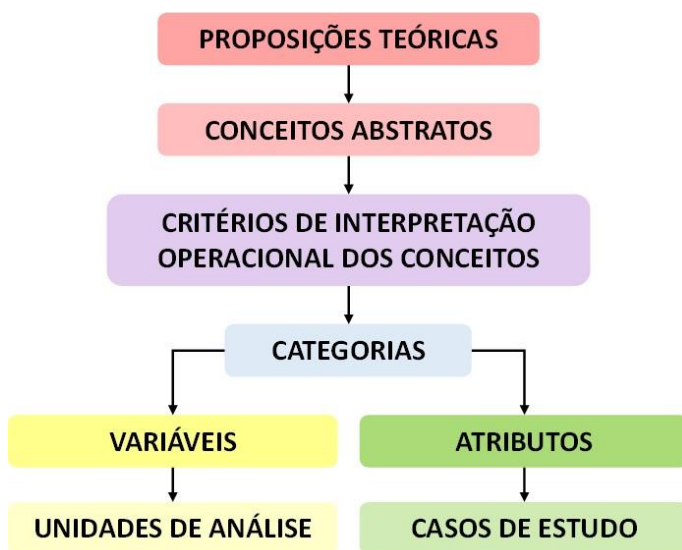 PROPOSIÇÕES TEÓRICAS
CONCEITOS ABSTRATOS
CRITÉRIOS DE INTERPRETAÇÃO
OPERACIONAL DOS CONCEITOS
CATEGORIAS
VARIÁVEIS
ATRIBUTOS
UNIDADES DE ANÁLISE
CASOS DE ESTUDO